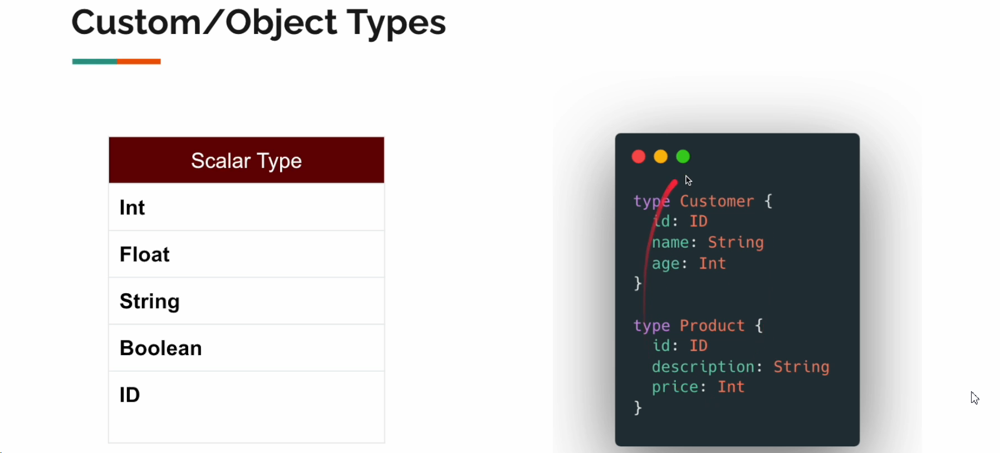 Custom/Object Types
Scalar Type
Int
Float
String
Boolean
ID
type Customer {
  id: ID
  name: String
  age: Int
}
type Product {
  id: ID
  description: String
  price: Int
}